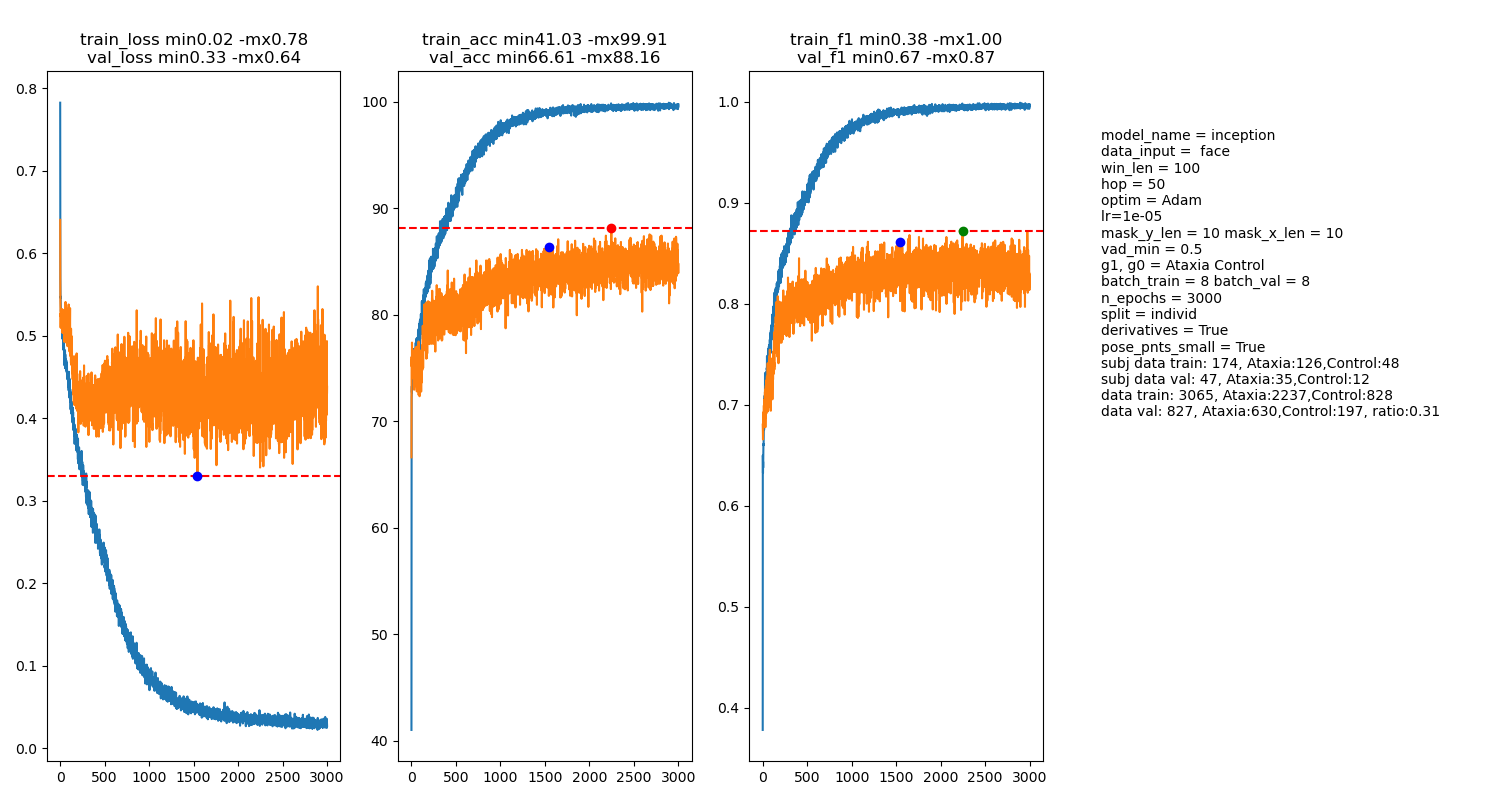 train_loss min0.02 -mx0.78
val_loss min0.33 -mx0.64
0.8
0.7
0.6
0.5
0.4
0.3
0.2
0.1
0.0
0 500 1000 1500 2000 2500 3000
train_acc min41.03 -mx99.91
val_acc min66.61 -mx88.16
100
90
80
70
60
50
40
0 500 1000 1500 2000 2500 3000
train_f1 min0.38 -mx1.00
val_f1 min0.67 -mx0.87
1.0
0.9
0.8
0.7
0.6
0.5
0.4
0 500 1000 1500 2000 2500 3000
model_name = inception
data_input =  face
win_len = 100
hop = 50
optim = Adam
lr=1e-05
mask_y_len = 10 mask_x_len = 10
vad_min = 0.5
g1, g0 = Ataxia Control
batch_train = 8 batch_val = 8
n_epochs = 3000
split = individ
derivatives = True
pose_pnts_small = True
subj data train: 174, Ataxia:126,Control:48
subj data val: 47, Ataxia:35,Control:12
data train: 3065, Ataxia:2237,Control:828
data val: 827, Ataxia:630,Control:197, ratio:0.31